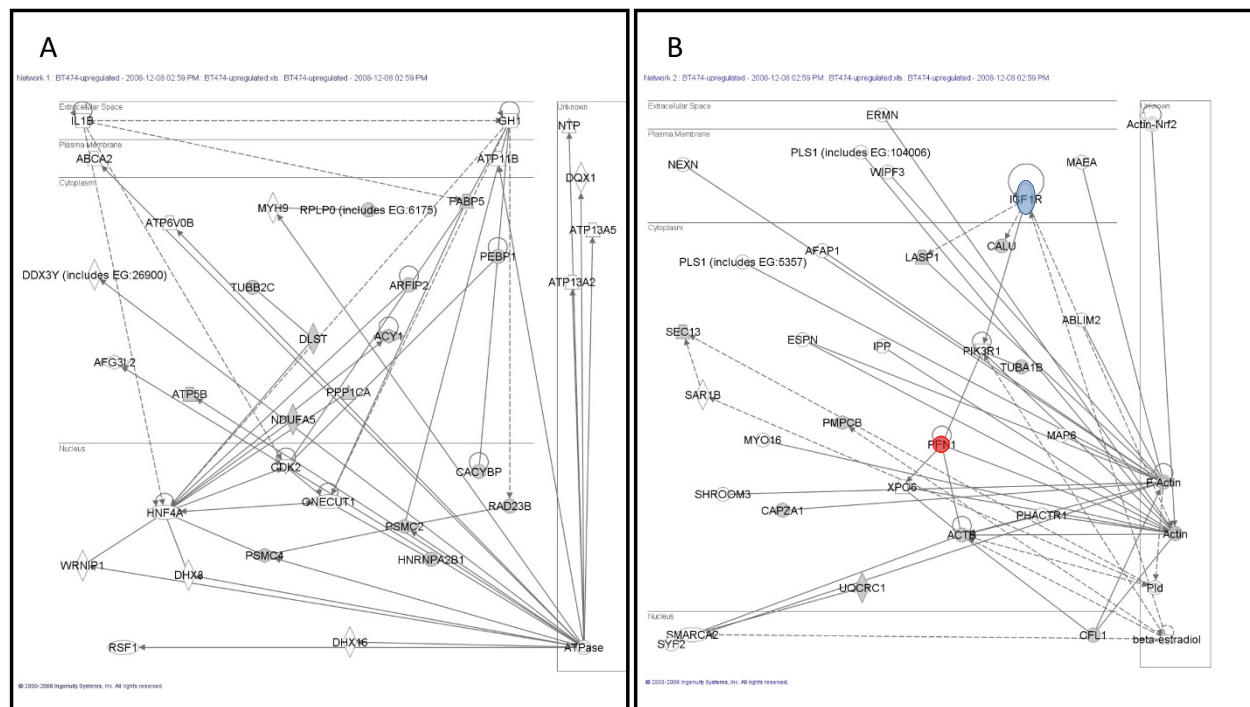 A
Network 1 : BT474-upregulated - 2008-12-08 02:59 PM : BT474-upregulated.xls : BT474-upregulated - 2008-12-08 02:59 PM
Extracellular Space
Unknown
IL1B
GH1
NTP
Plasma Membrane
ABCA2
ATP11B
Cytoplasm
DQX1
MYH9
RPLP0 (includes EG:6175)
FABP5
ATP6V0B
ATP13A5
PEBP1
DDX3Y (includes EG:26900)
TUBB2C
ARFIP2
ATP13A2
DLST
ACY1
AFG3L2
ATP5B
PPP1CA
NDUFA5
Nucleus
CDK2
CACYBP
HNF4A
ONECUT1
RAD23B
PSMC2
WRNIP1
PSMC4
HNRNPA2B1
DHX8
RSF1
DHX16
ATPase
© 2000-2008 Ingenuity Systems, Inc. All rights reserved.
B
Network 2 : BT474-upregulated - 2008-12-08 02:59 PM : BT474-upregulated.xls : BT474-upregulated - 2008-12-08 02:59 PM
Extracellular Space
Unknown
ERMN
Actin-Nrf2
Plasma Membrane
NEXN
PLS1 (includes EG:104006)
WIPF3
MAEA
IGF1R
Cytoplasm
AFAP1
CALU
PLS1 (includes EG:5357)
LASP1
SEC13
ESPN
IPP
PIK3R1
ABLIM2
TUBA1B
SAR1B
PMPCB
MYO16
PFN1
MAP6
SHROOM3
XPO6
F-Actin
CAPZA1
PHACTR1
ACTB
Actin
UQCRC1
Pld
Nucleus
SMARCA2
SYF2
CFL1
beta-estradiol
© 2000-2008 Ingenuity Systems, Inc. All rights reserved.